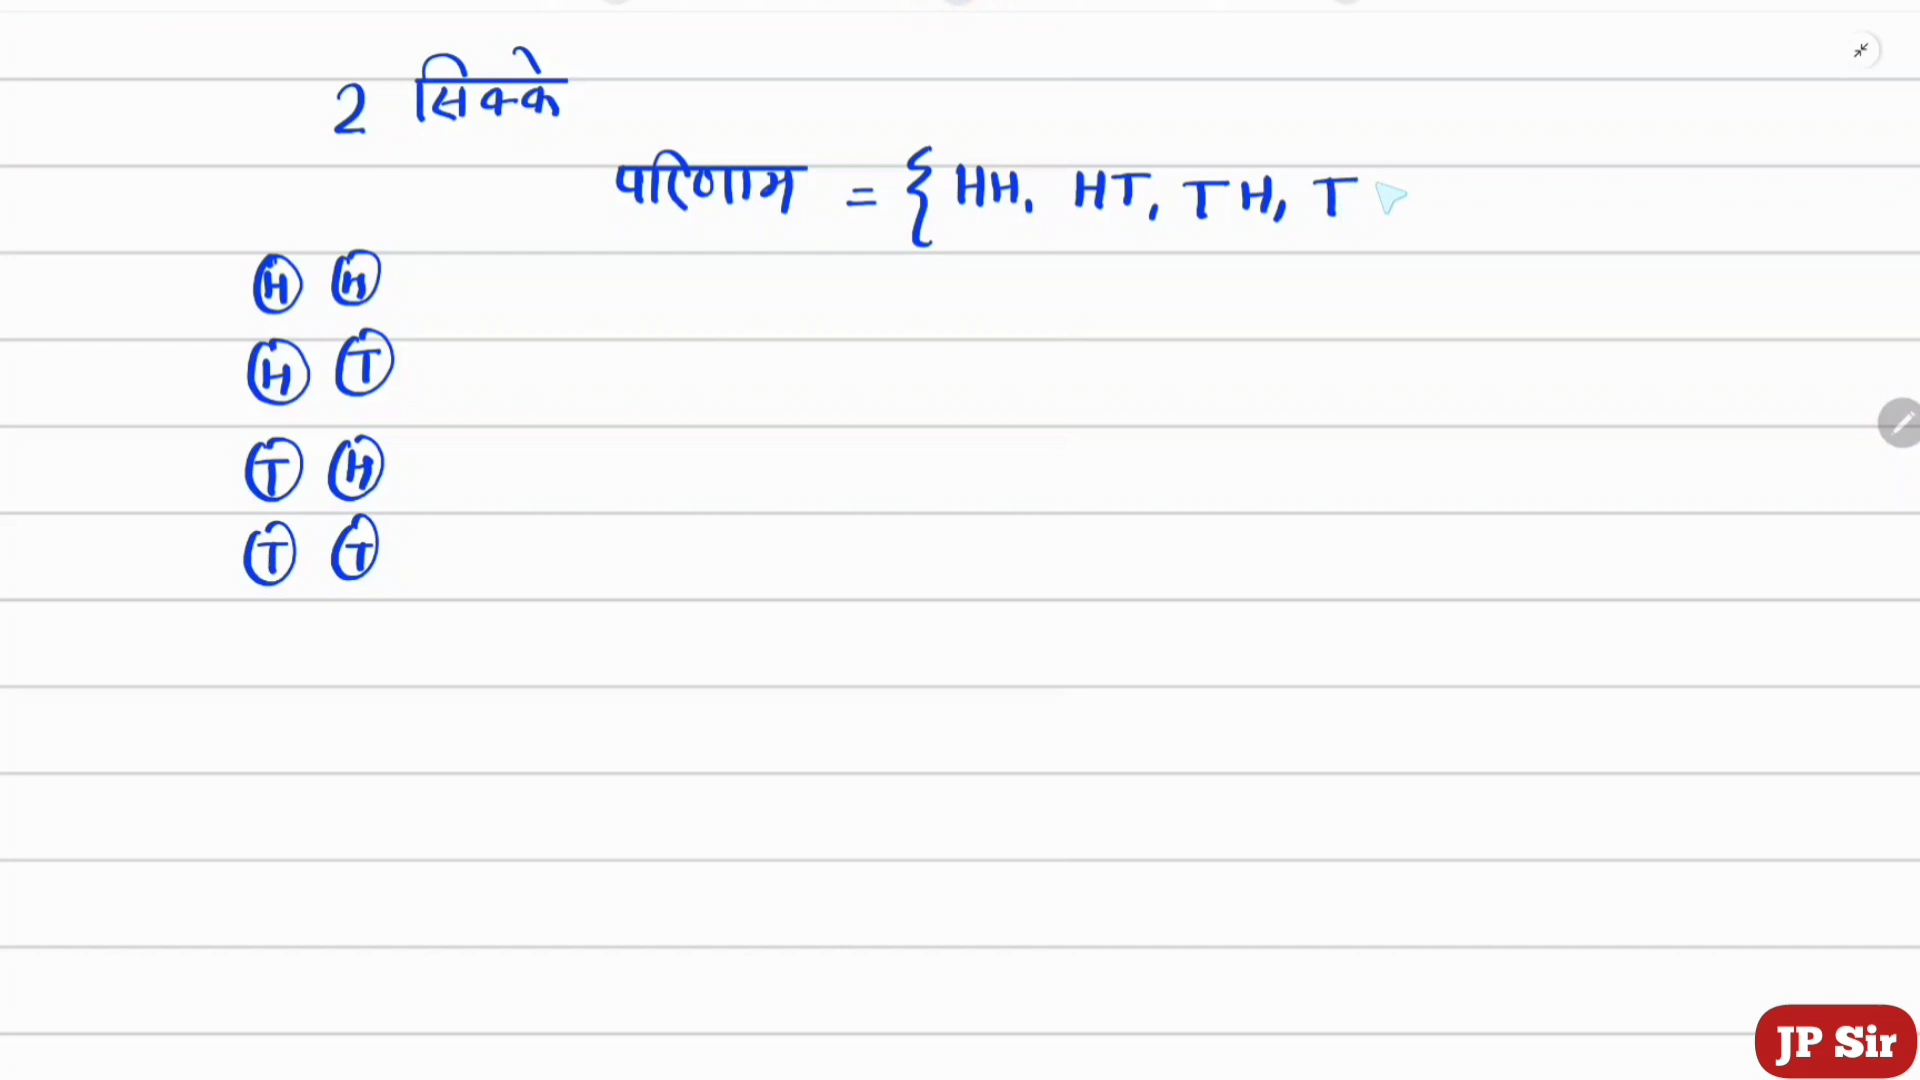 2 सिक्के
परिणाम = { HH, HT, TH, T
H H
H T
T H
T T
JP Sir